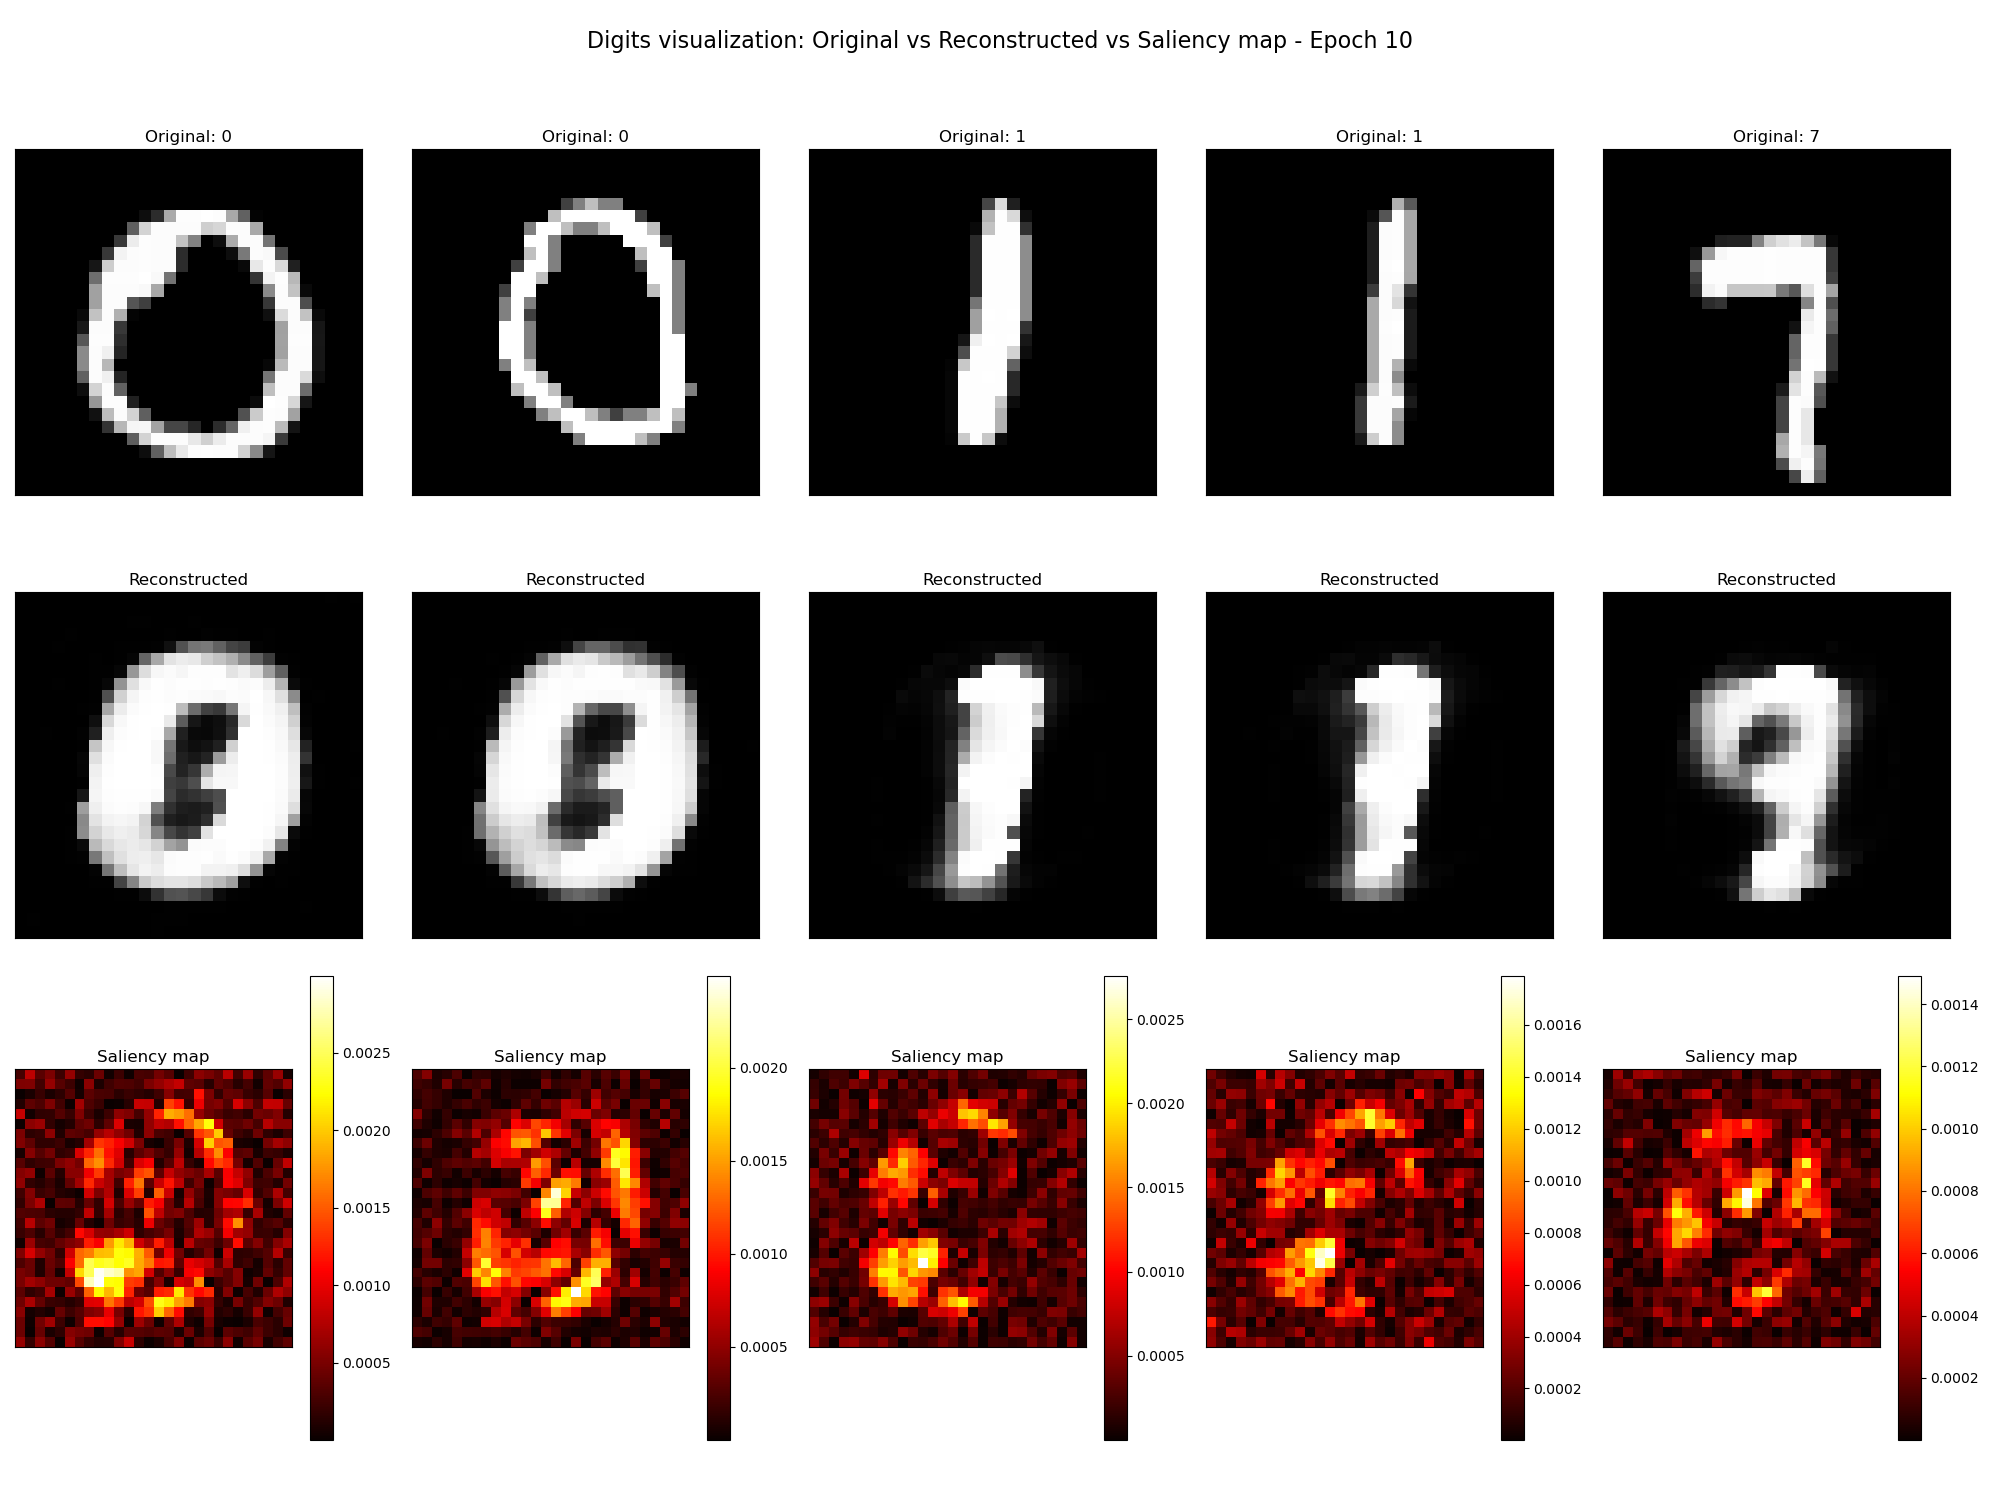 Digits visualization: Original vs Reconstructed vs Saliency map - Epoch 10
Original: 0
Original: 0
Original: 1
Original: 1
Original: 7
Reconstructed
Reconstructed
Reconstructed
Reconstructed
Reconstructed
Saliency map
0.0025
0.0020
0.0015
0.0010
0.0005
Saliency map
0.0020
0.0015
0.0010
0.0005
Saliency map
0.0025
0.0020
0.0015
0.0010
0.0005
Saliency map
0.0016
0.0014
0.0012
0.0010
0.0008
0.0006
0.0004
0.0002
Saliency map
0.0014
0.0012
0.0010
0.0008
0.0006
0.0004
0.0002